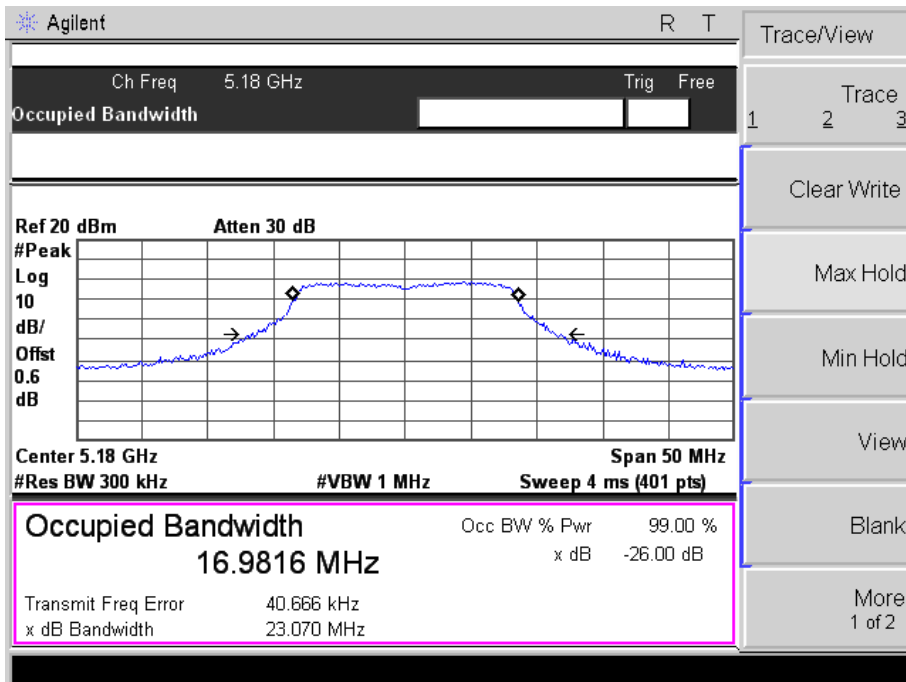 Agilent
R T
Ch Freq 5.18 GHz
Trig Free
Occupied Bandwidth
Ref 20 dBm
Atten 30 dB
#Peak
Log
10
dB/
Offst
0.6
dB
Center 5.18 GHz
Span 50 MHz
#Res BW 300 kHz
#VBW 1 MHz
Sweep 4 ms (401 pts)
Occupied Bandwidth
16.9816 MHz
Occ BW % Pwr 99.00 %
x dB -26.00 dB
Transmit Freq Error 40.666 kHz
x dB Bandwidth 23.070 MHz
Trace/View
Trace
1 2 3
Clear Write
Max Hold
Min Hold
View
Blank
More
1 of 2